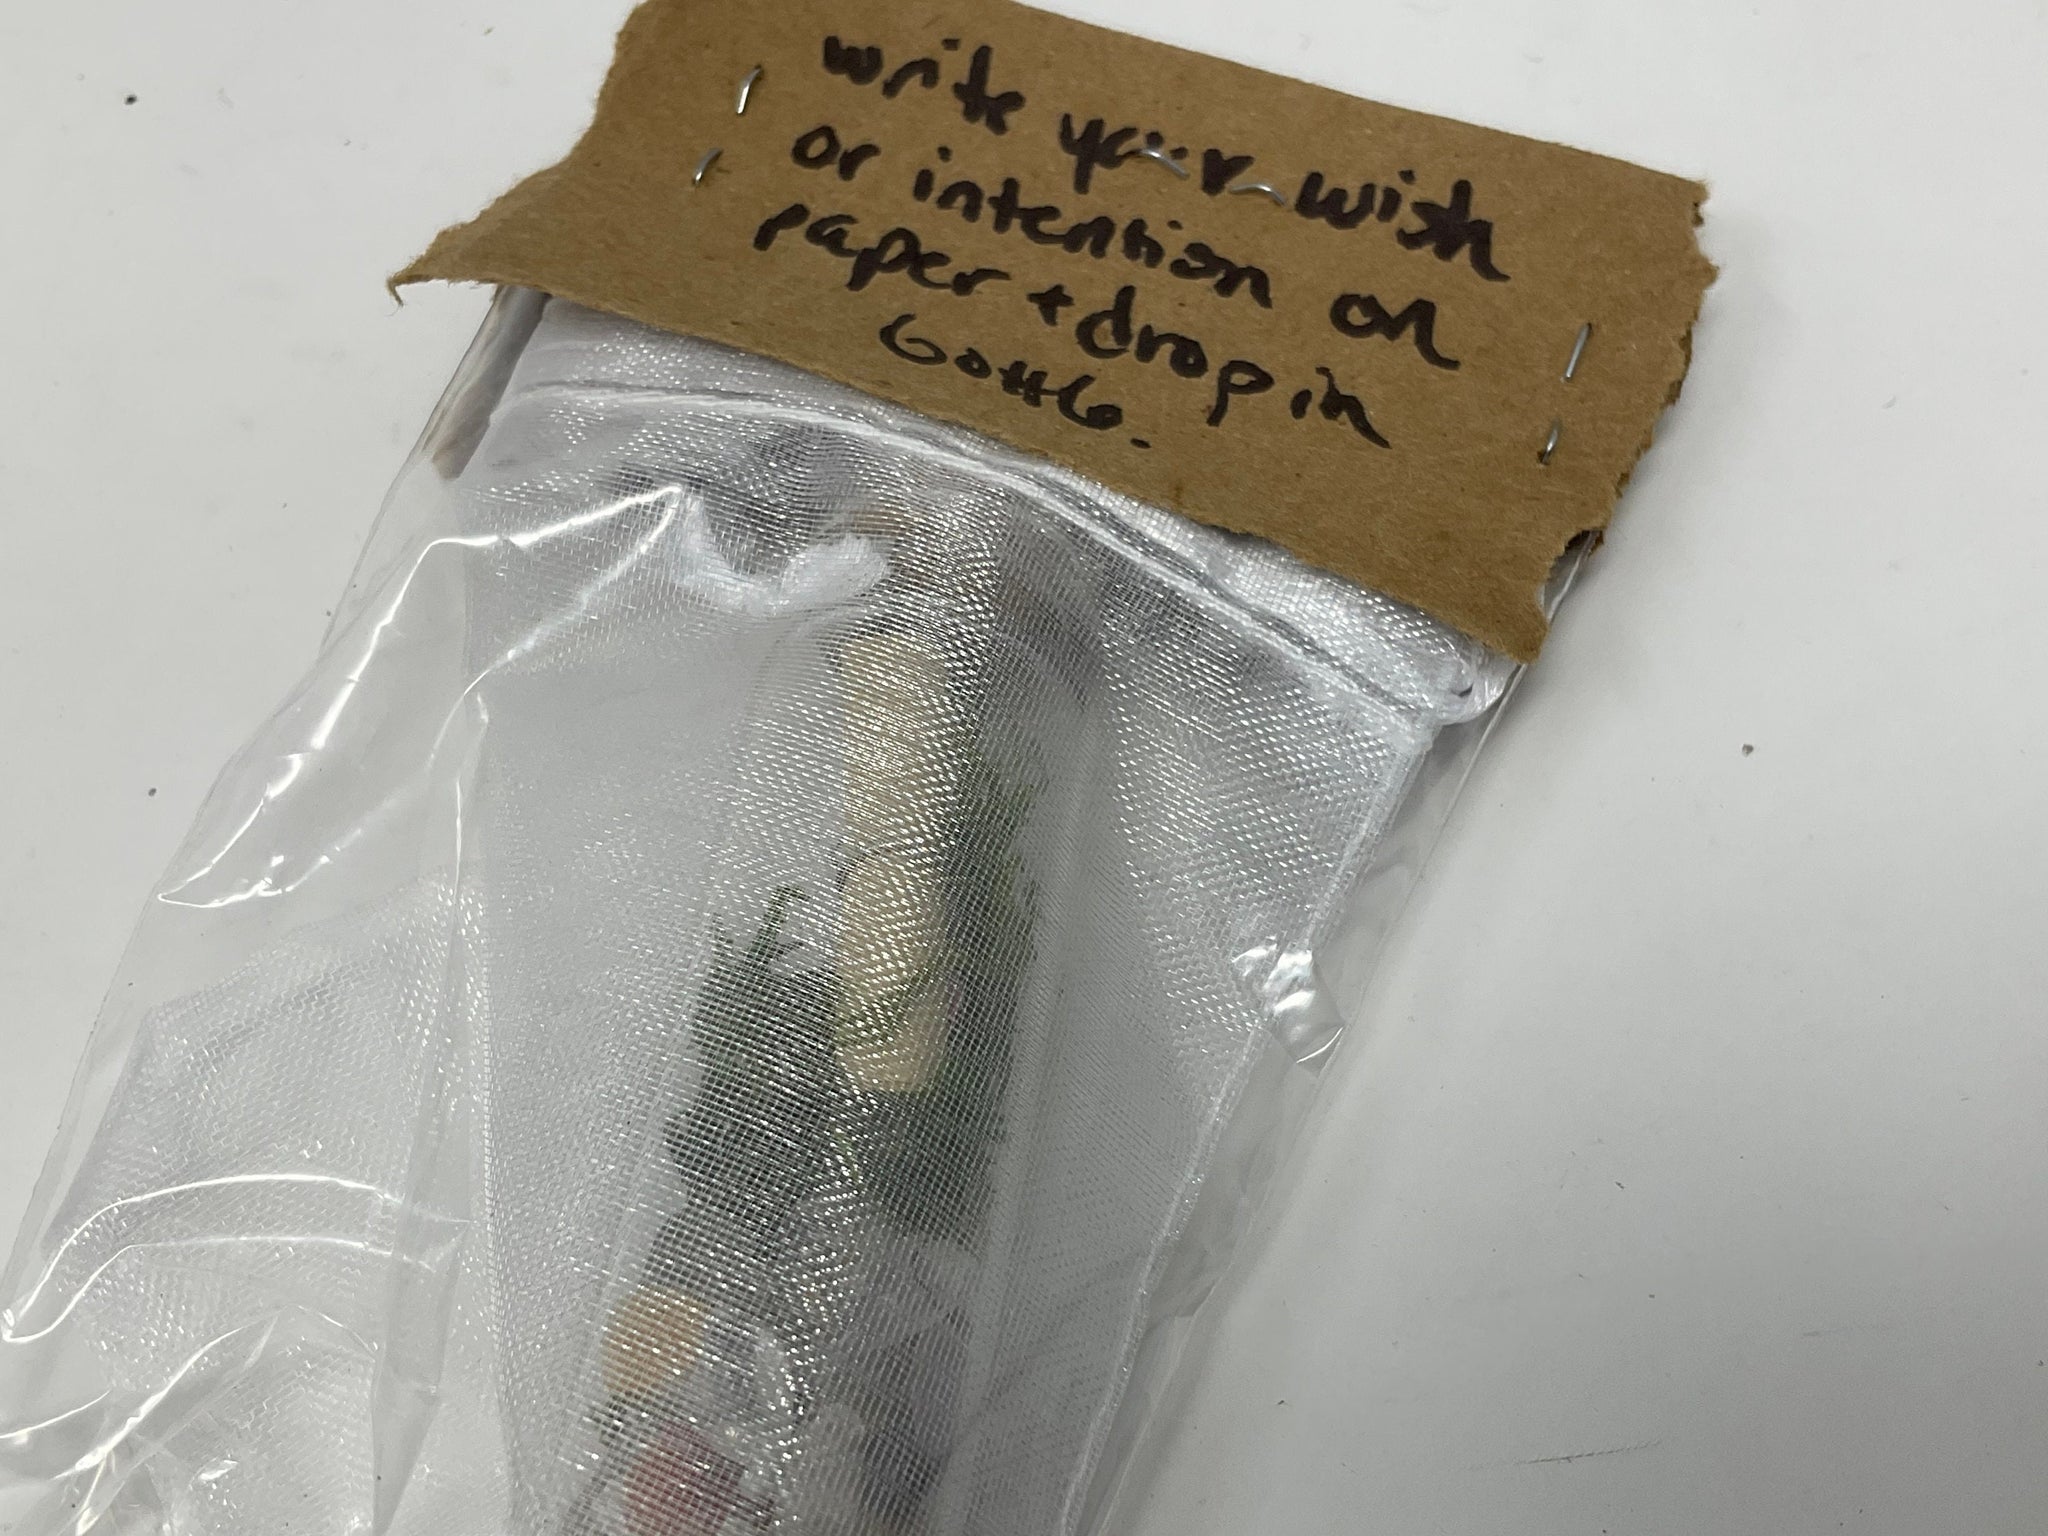 write your wish
or intention on
paper + drop in
bottle.